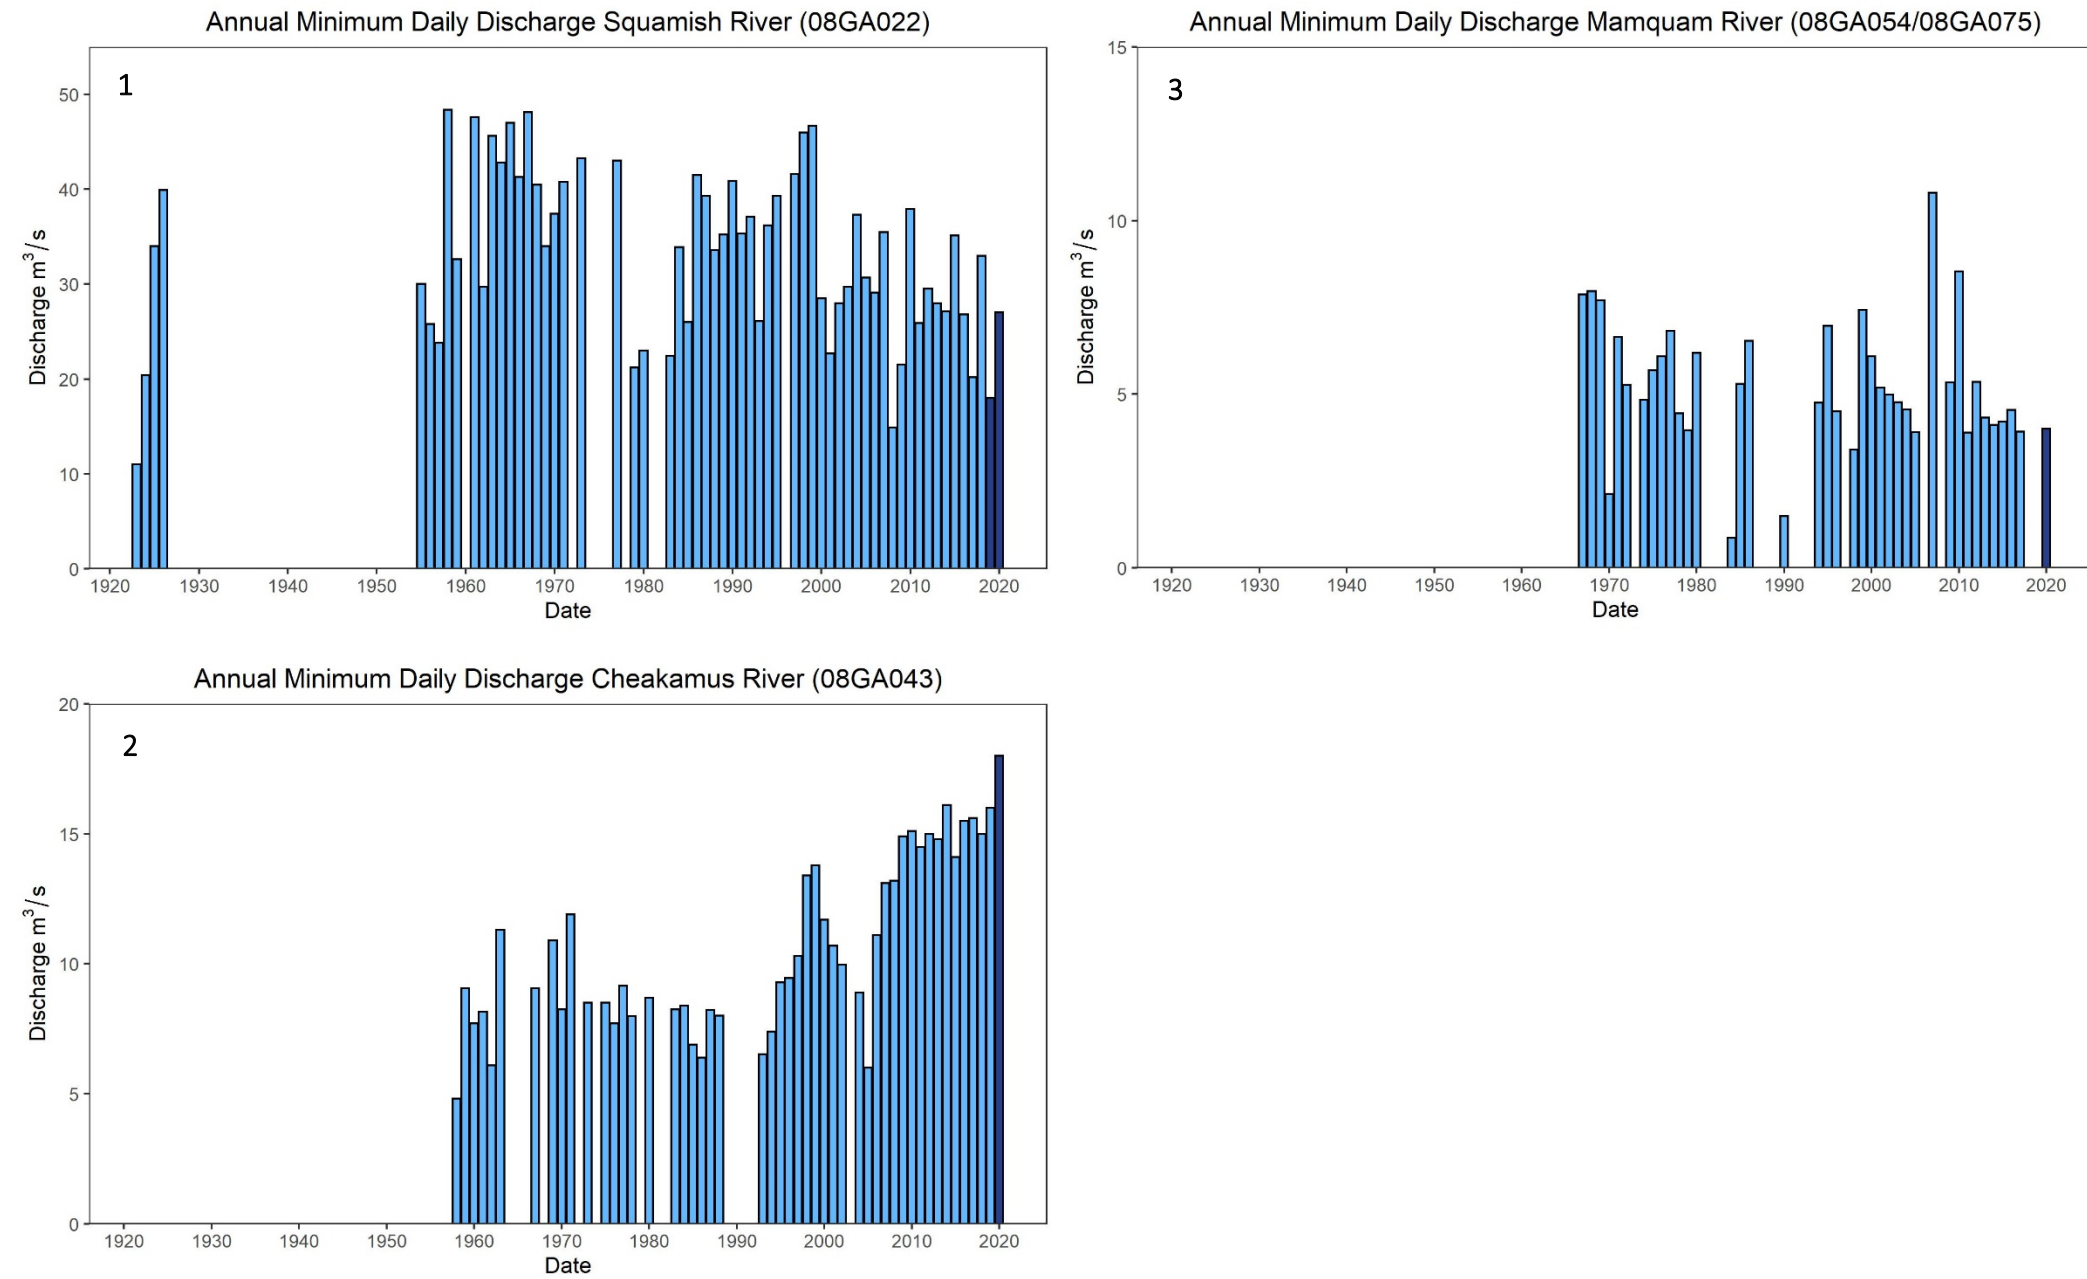 Annual Minimum Daily Discharge Squamish River (08GA022)
1
50
40
30
20
10
0
Discharge m³/s
1920 1930 1940 1950 1960 1970 1980 1990 2000 2010 2020
Date
Annual Minimum Daily Discharge Mamquam River (08GA054/08GA075)
3
15
10
5
0
Discharge m³/s
1920 1930 1940 1950 1960 1970 1980 1990 2000 2010 2020
Date
Annual Minimum Daily Discharge Cheakamus River (08GA043)
2
20
15
10
5
0
Discharge m³/s
1920 1930 1940 1950 1960 1970 1980 1990 2000 2010 2020
Date